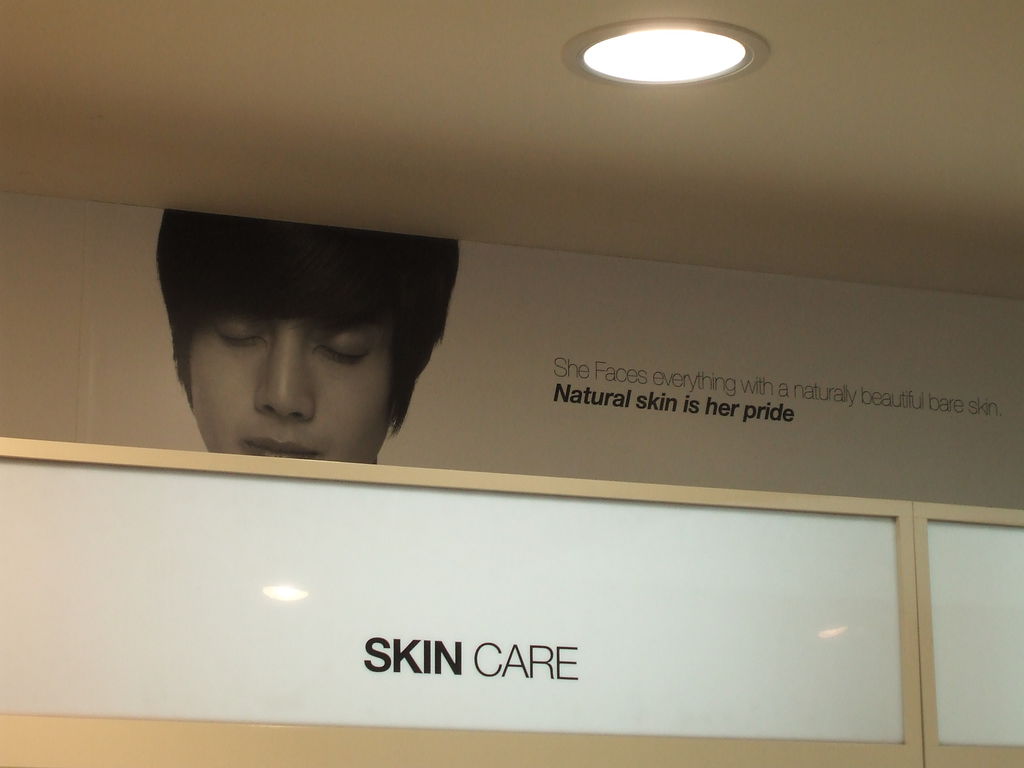 She Faces everything with a naturally beautiful bare skin.
Natural skin is her pride
SKIN CARE